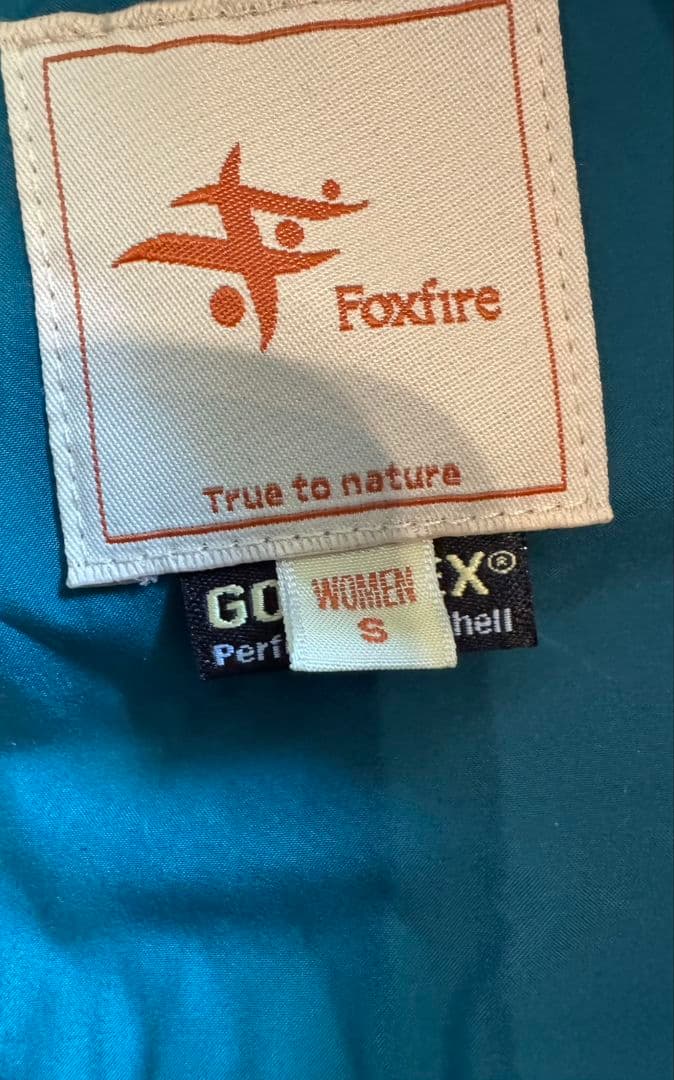 Foxfire
True to nature
WOMEN
S
GO EX®
Perf hell